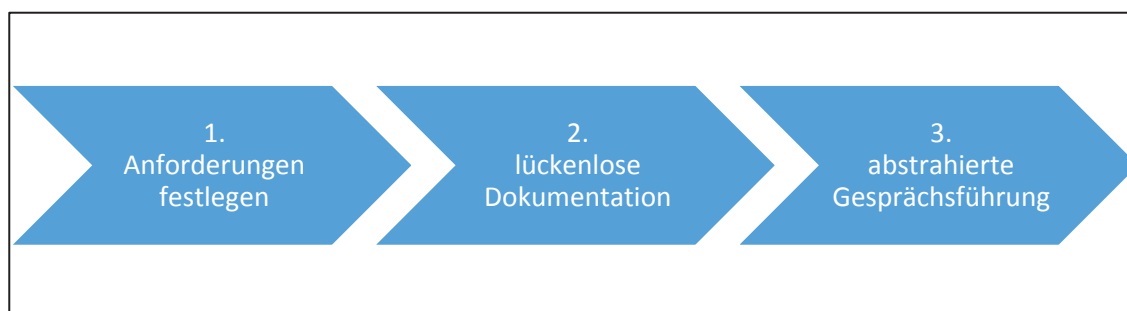 1.
Anforderungen
festlegen
2.
lückenlose
Dokumentation
3.
abstrahierte
Gesprächsführung